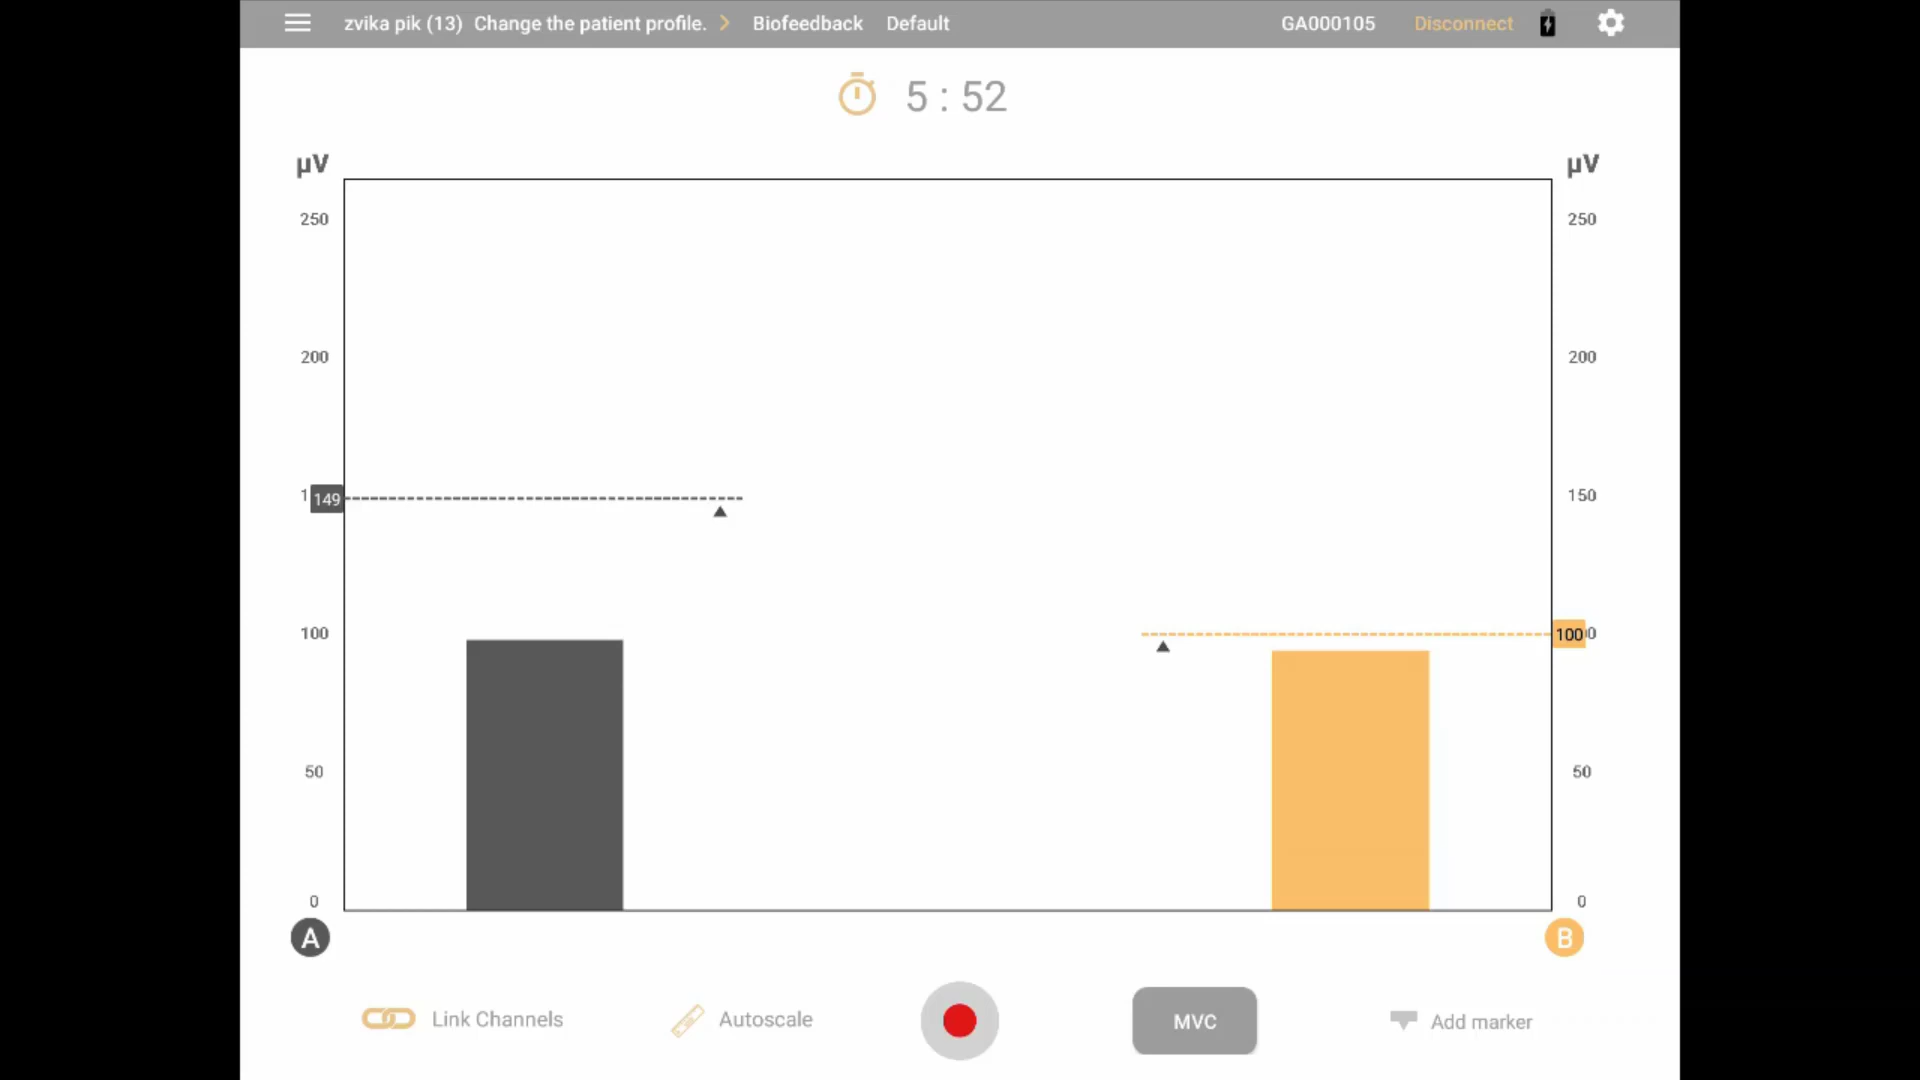 zvika pik (13) Change the patient profile. Biofeedback Default GA000105 Disconnect
5 : 52
µV µV
250 250
200 200
149 150
100 100
50 50
0 0
A B
Link Channels Autoscale MVC Add marker